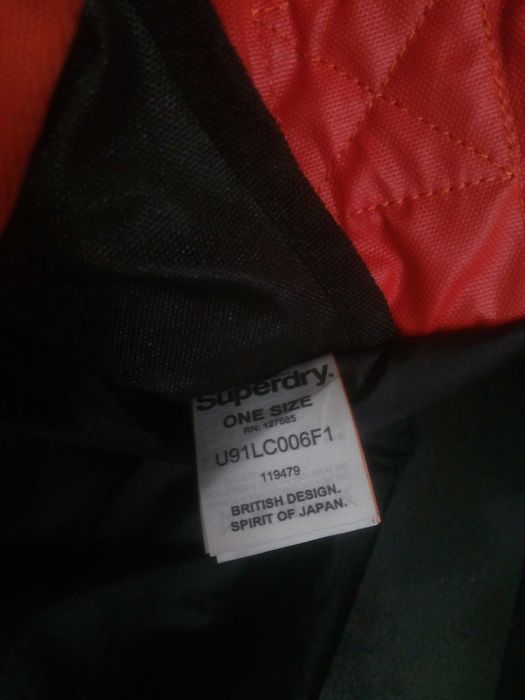 Superdry.
ONE SIZE
RN: 127685
U91LC006F1
119479
BRITISH DESIGN.
SPIRIT OF JAPAN.